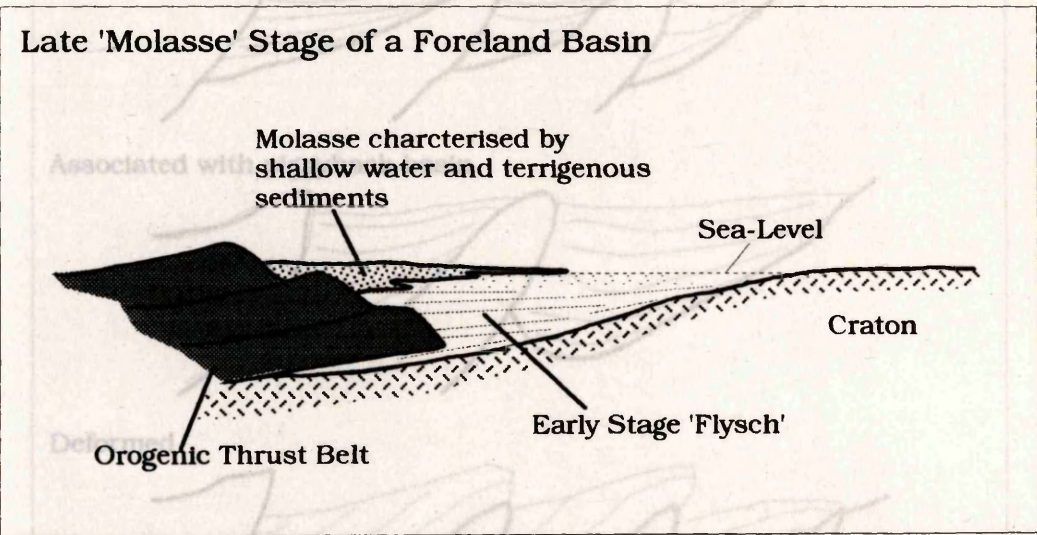 Late 'Molasse' Stage of a Foreland Basin
Molasse charcterised by
shallow water and terrigenous
sediments
Associated with
Sea-Level
Craton
Early Stage 'Flysch'
Deformed
Orogenic Thrust Belt